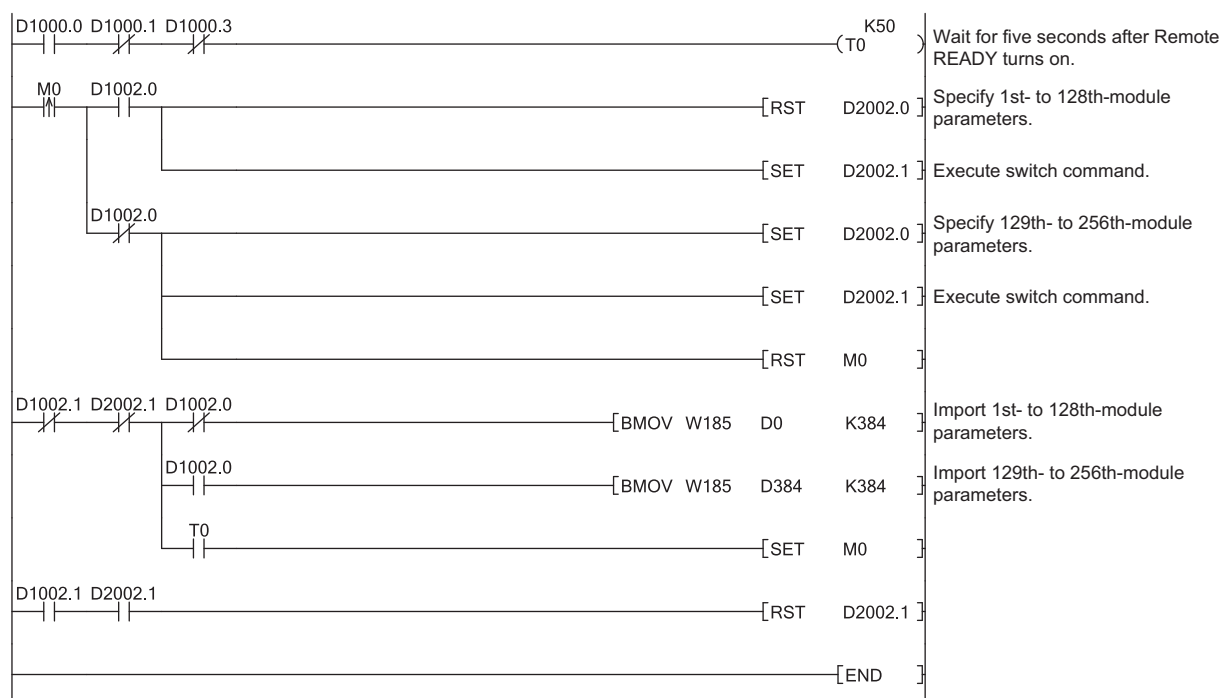 D1000.0 D1000.1 D1000.3
K50
T0
Wait for five seconds after Remote
READY turns on.
M0 D1002.0
RST D2002.0
Specify 1st- to 128th-module
parameters.
SET D2002.1
Execute switch command.
D1002.0
SET D2002.0
Specify 129th- to 256th-module
parameters.
SET D2002.1
Execute switch command.
RST M0
D1002.1 D2002.1 D1002.0
BMOV W185 D0 K384
Import 1st- to 128th-module
parameters.
D1002.0
BMOV W185 D384 K384
Import 129th- to 256th-module
parameters.
T0
SET M0
D1002.1 D2002.1
RST D2002.1
END